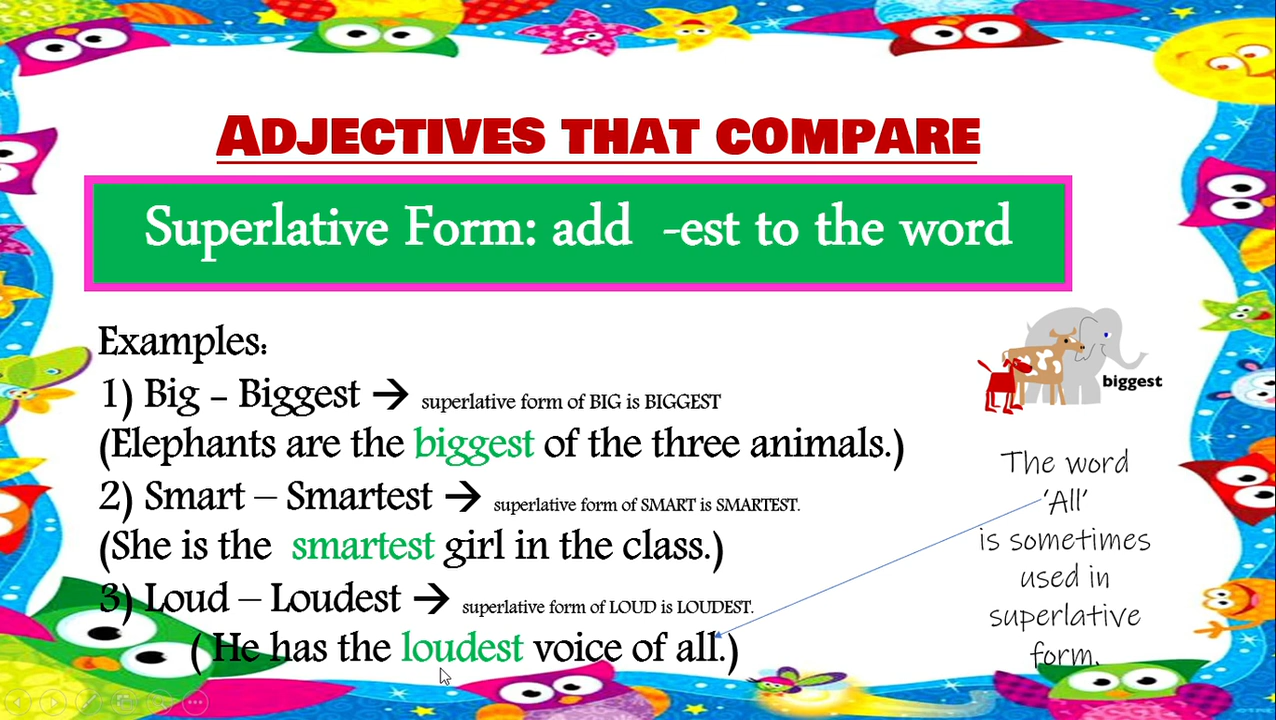 ADJECTIVES THAT COMPARE
Superlative Form: add -est to the word
Examples:
1) Big – Biggest → superlative form of BIG is BIGGEST
(Elephants are the biggest of the three animals.)
2) Smart – Smartest → superlative form of SMART is SMARTEST.
(She is the smartest girl in the class.)
3) Loud – Loudest → superlative form of LOUD is LOUDEST.
( He has the loudest voice of all.)
biggest
The word
‘All’
is sometimes
used in
superlative
form.